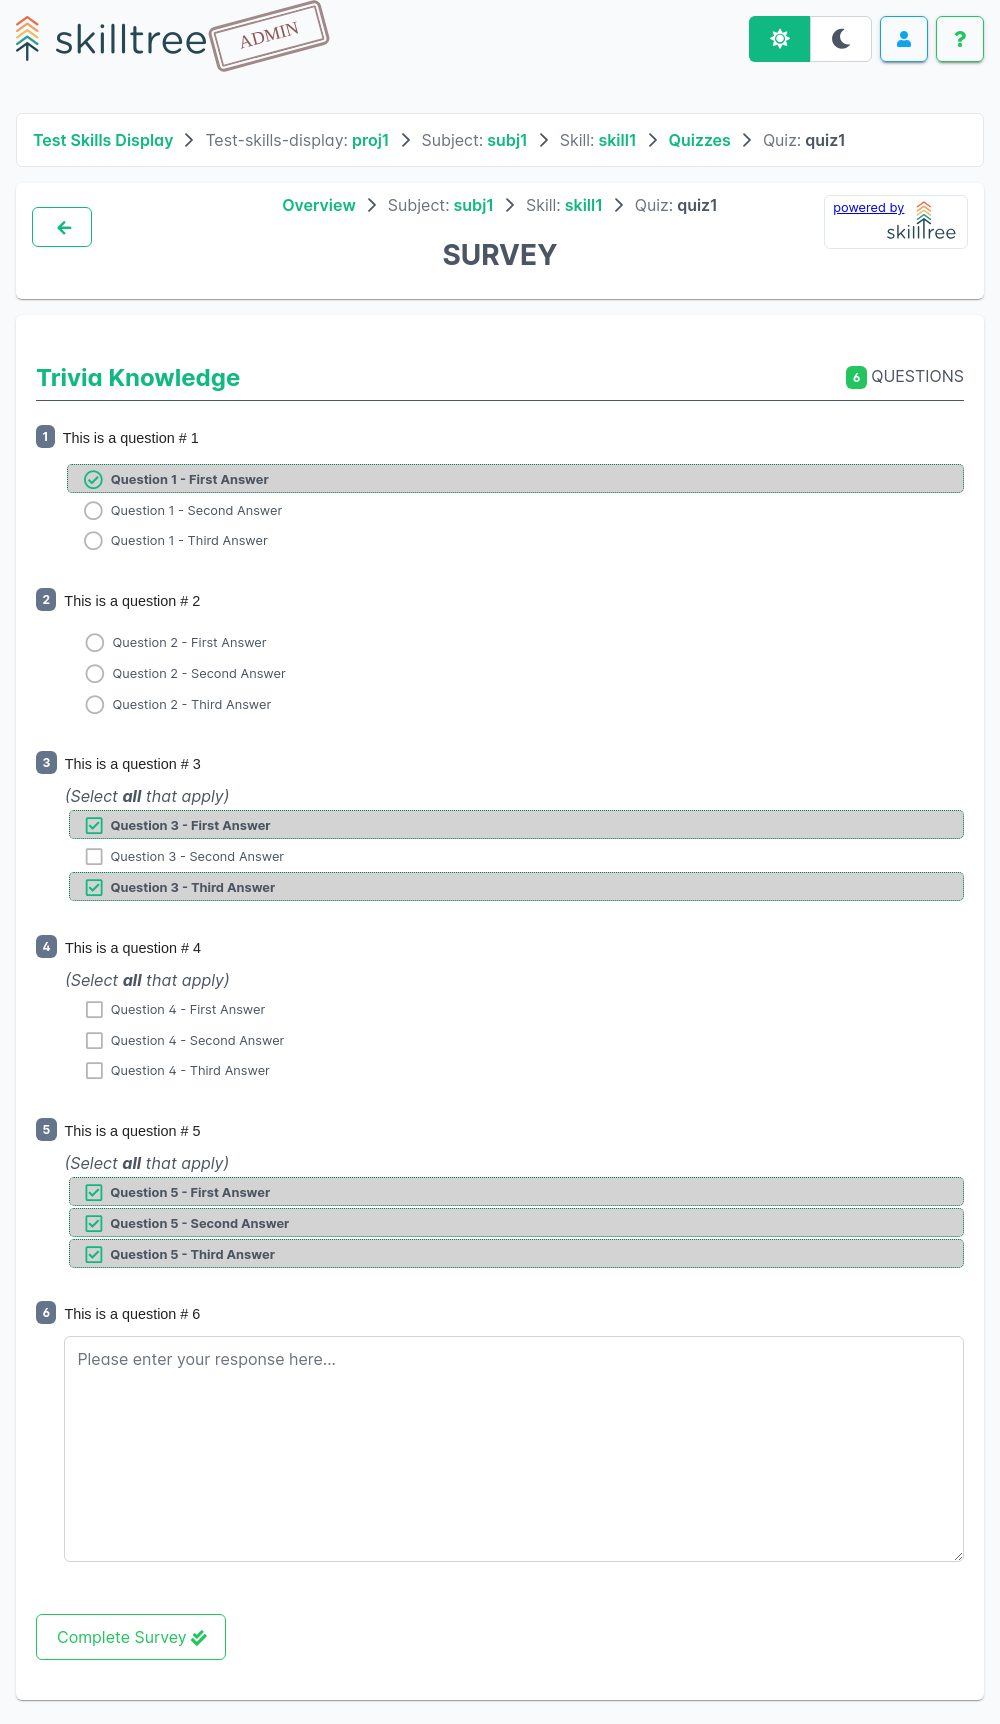 skilltree ADMIN
Test Skills Display > Test-skills-display: proj1 > Subject: subj1 > Skill: skill1 > Quizzes > Quiz: quiz1
Overview > Subject: subj1 > Skill: skill1 > Quiz: quiz1
powered by
skilltree
SURVEY
Trivia Knowledge
6 QUESTIONS
1 This is a question # 1
Question 1 - First Answer
Question 1 - Second Answer
Question 1 - Third Answer
2 This is a question # 2
Question 2 - First Answer
Question 2 - Second Answer
Question 2 - Third Answer
3 This is a question # 3
(Select all that apply)
Question 3 - First Answer
Question 3 - Second Answer
Question 3 - Third Answer
4 This is a question # 4
(Select all that apply)
Question 4 - First Answer
Question 4 - Second Answer
Question 4 - Third Answer
5 This is a question # 5
(Select all that apply)
Question 5 - First Answer
Question 5 - Second Answer
Question 5 - Third Answer
6 This is a question # 6
Please enter your response here...
Complete Survey